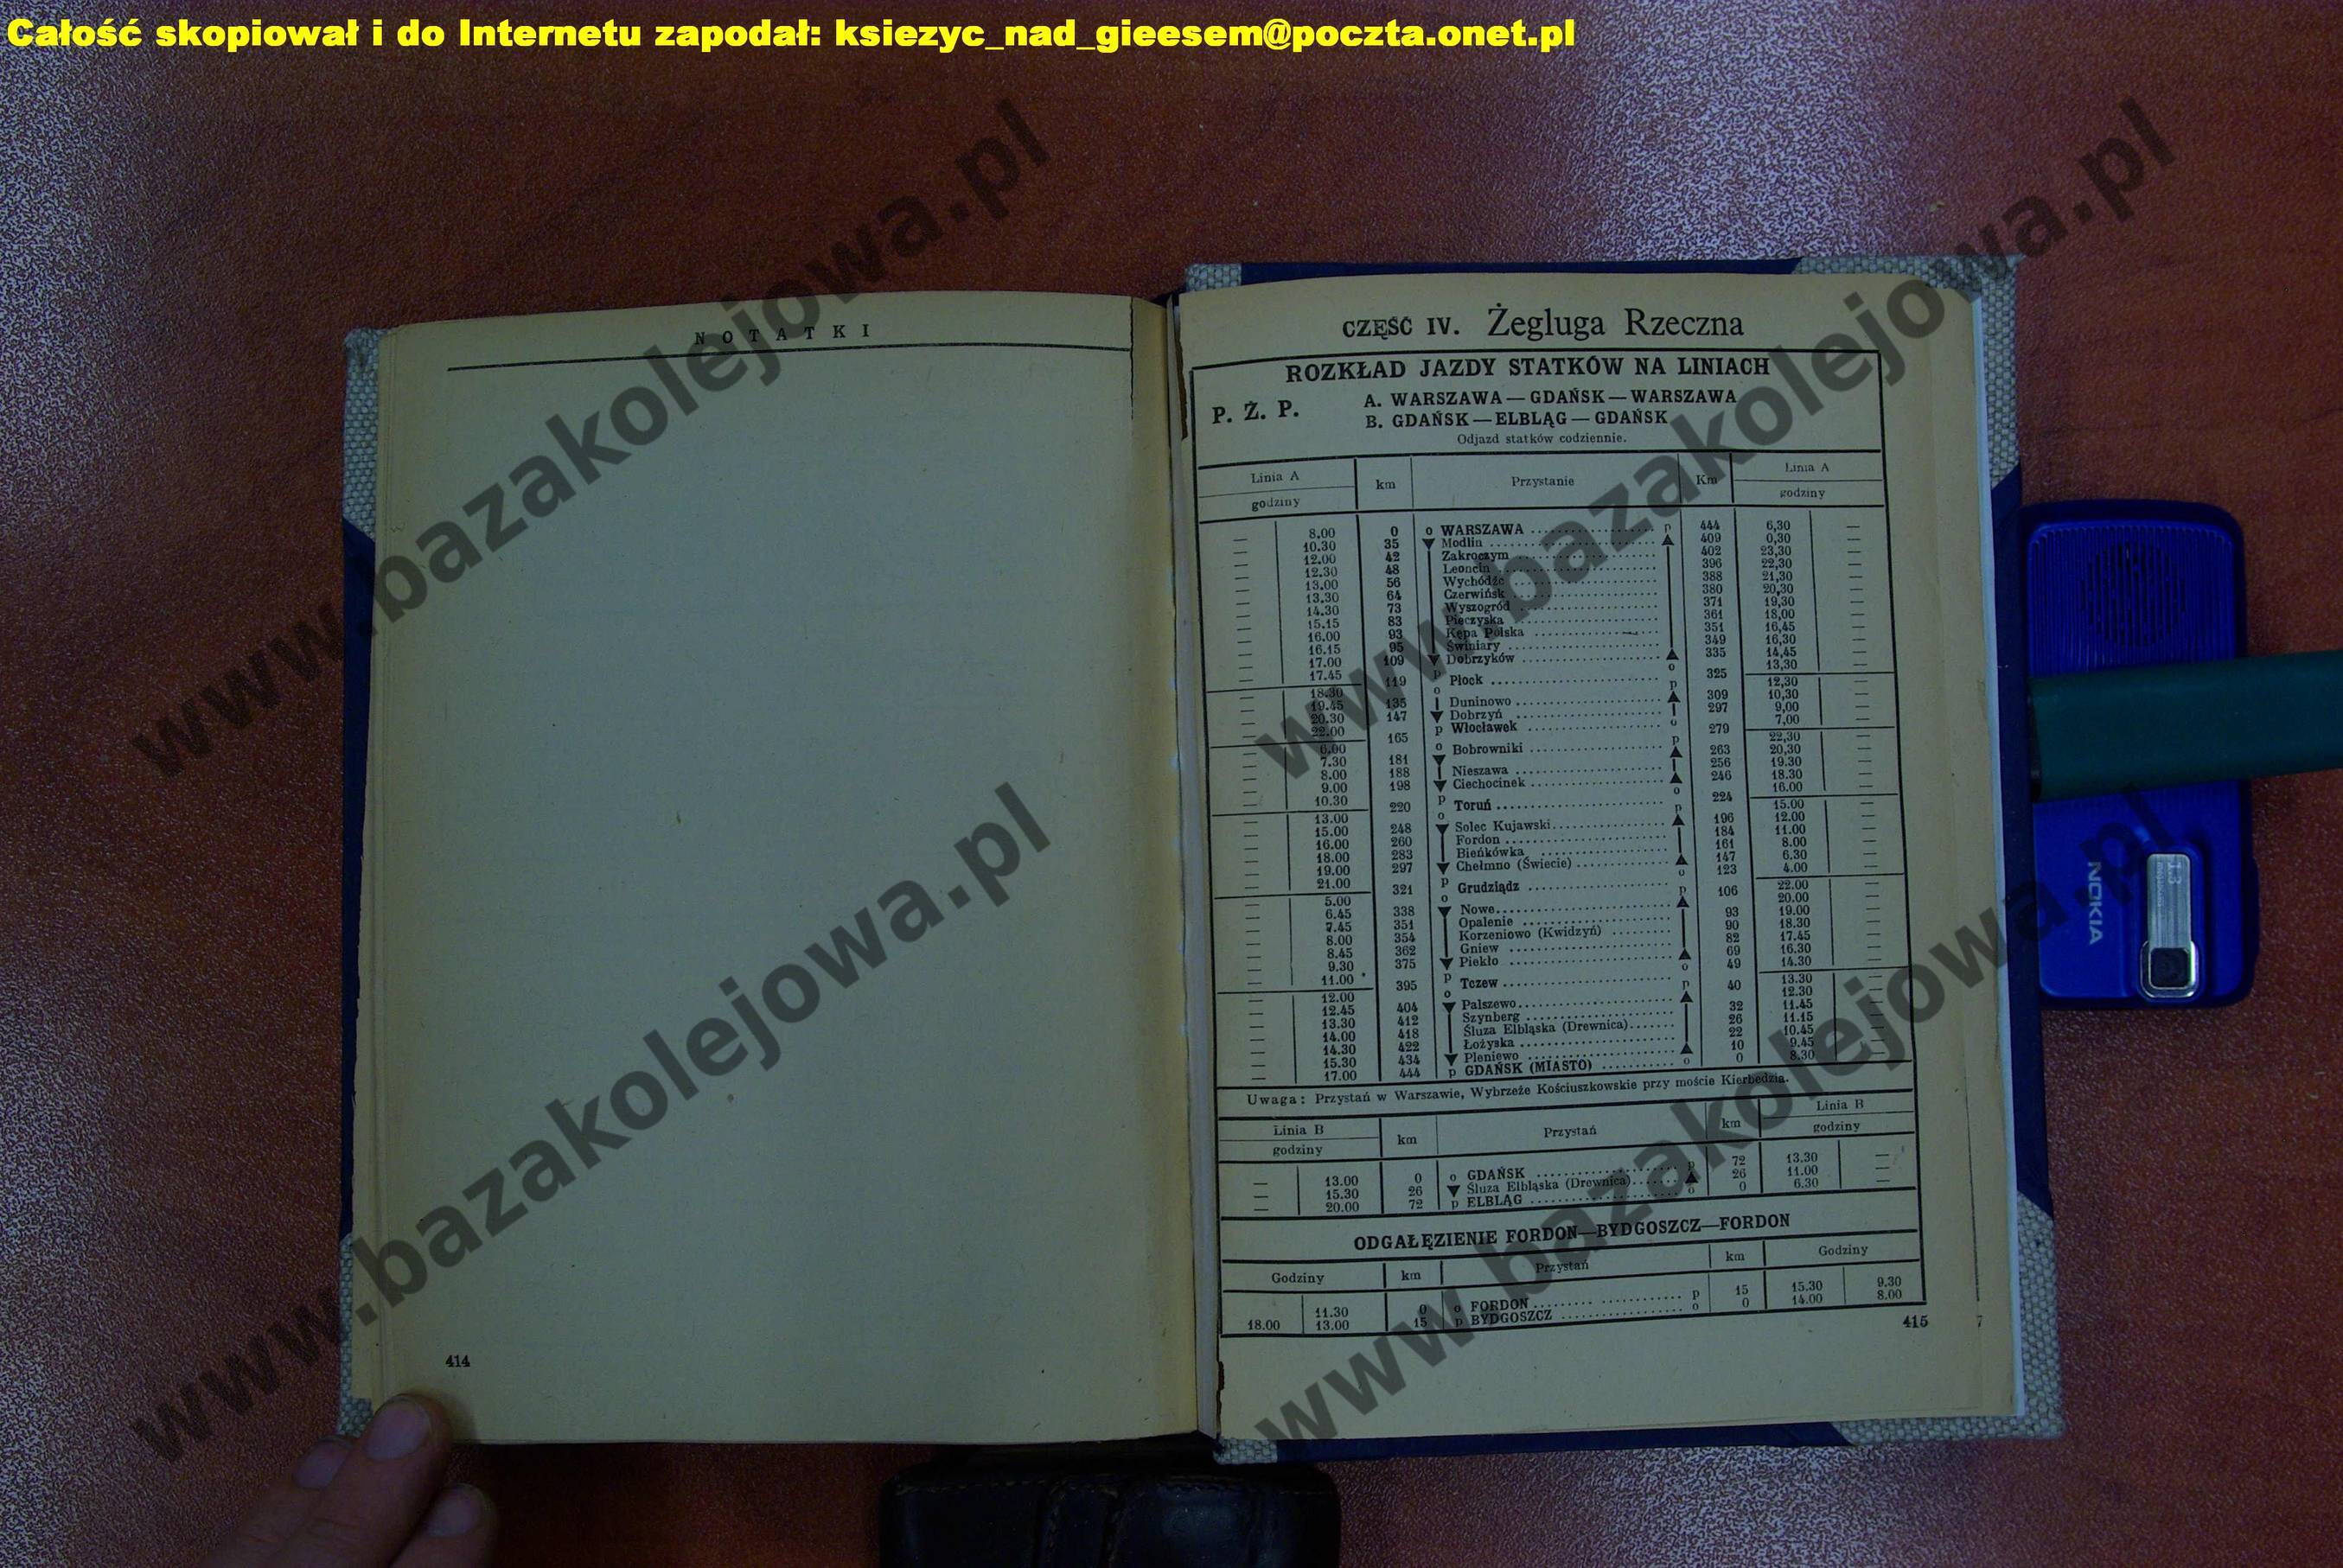 Całość skopiował i do Internetu zapodał: ksiezyc_nad_gieesem@poczta.onet.pl
www.bazakolejowa.pl
www.bazakolejowa.pl
www.bazakolejowa.pl
www.bazakolejowa.pl
NOTATKI
414
CZĘŚĆ IV. Żegluga Rzeczna
ROZKŁAD JAZDY STATKÓW NA LINIACH
P. Ż. P.
A. WARSZAWA — GDAŃSK — WARSZAWA
B. GDAŃSK — ELBLĄG — GDAŃSK
Odjazd statków codziennie.
Linia A godziny km Przystanie Km Linia A godziny
— 8.00 0 o WARSZAWA p 444 6,30 —
— 10.30 35 Modlin 409 0,30 —
— 12.00 42 Zakroczym 402 23,30 —
— 12.30 48 Leoncin 396 22,30 —
— 13.00 56 Wychódźc 388 21,30 —
— 13.30 64 Czerwińsk 380 20,30 —
— 14.30 73 Wyszogród 371 19,30 —
— 15.15 83 Pieczyska 361 18,00 —
— 16.00 93 Kępa Polska 351 16,45 —
— 16.15 95 Świniary 349 16,30 —
— 17.00 109 Dobrzyków 335 14,45 —
— 17.45 p o 13,30 —
119 Płock 325
— 18.30 o p 12,30 —
— 19.45 135 Duninowo 309 10,30 —
— 20.30 147 Dobrzyń 297 9,00 —
— 22.00 p Włocławek o 7,00 —
165 279
— 6.00 o p 22,30 —
— 7.30 181 Bobrowniki 263 20,30 —
— 8.00 188 Nieszawa 256 19.30 —
— 9.00 198 Ciechocinek 246 18.30 —
— 10.30 p o 16.00 —
220 Toruń 224
— 13.00 o p 15.00 —
— 15.00 248 Solec Kujawski 196 12.00 —
— 16.00 260 Fordon 184 11.00 —
— 18.00 283 Bieńkówka 161 8.00 —
— 19.00 297 Chełmno (Świecie) 147 6.30 —
— 21.00 p o 123 4.00 —
321 Grudziądz
— 5.00 o p 106 22.00 —
— 6.45 338 Nowe 20.00 —
— 7.45 351 Opalenie 93 19.00 —
— 8.00 354 Korzeniowo (Kwidzyń) 90 18.30 —
— 8.45 362 Gniew 82 17.45 —
— 9.30 375 Piekło 69 16.30 —
— 11.00 p o 49 14.30 —
395 Tczew
— 12.00 o p 40 13.30 —
— 12.45 404 Palszewo 12.30 —
— 13.30 412 Szynberg 32 11.45 —
— 14.00 418 Śluza Elbląska (Drewnica) 26 11.15 —
— 14.30 422 Łożyska 22 10.45 —
— 15.30 434 Pleniewo 10 9.45 —
— 17.00 444 p GDAŃSK (MIASTO) o 0 8.30 —
Uwaga: Przystań w Warszawie, Wybrzeże Kościuszkowskie przy moście Kierbedzia.
Linia B godziny km Przystań km Linia B godziny
— 13.00 0 o GDAŃSK p 72 13.30 —
— 15.30 26 Śluza Elbląska (Drewnica) 26 11.00 —
— 20.00 72 p ELBLĄG o 0 6.30 —
ODGAŁĘZIENIE FORDON—BYDGOSZCZ—FORDON
Godziny km Przystań km Godziny
11.30 0 o FORDON p 15 15.30 9.30
18.00 13.00 15 p BYDGOSZCZ o 0 14.00 8.00
415
NOKIA